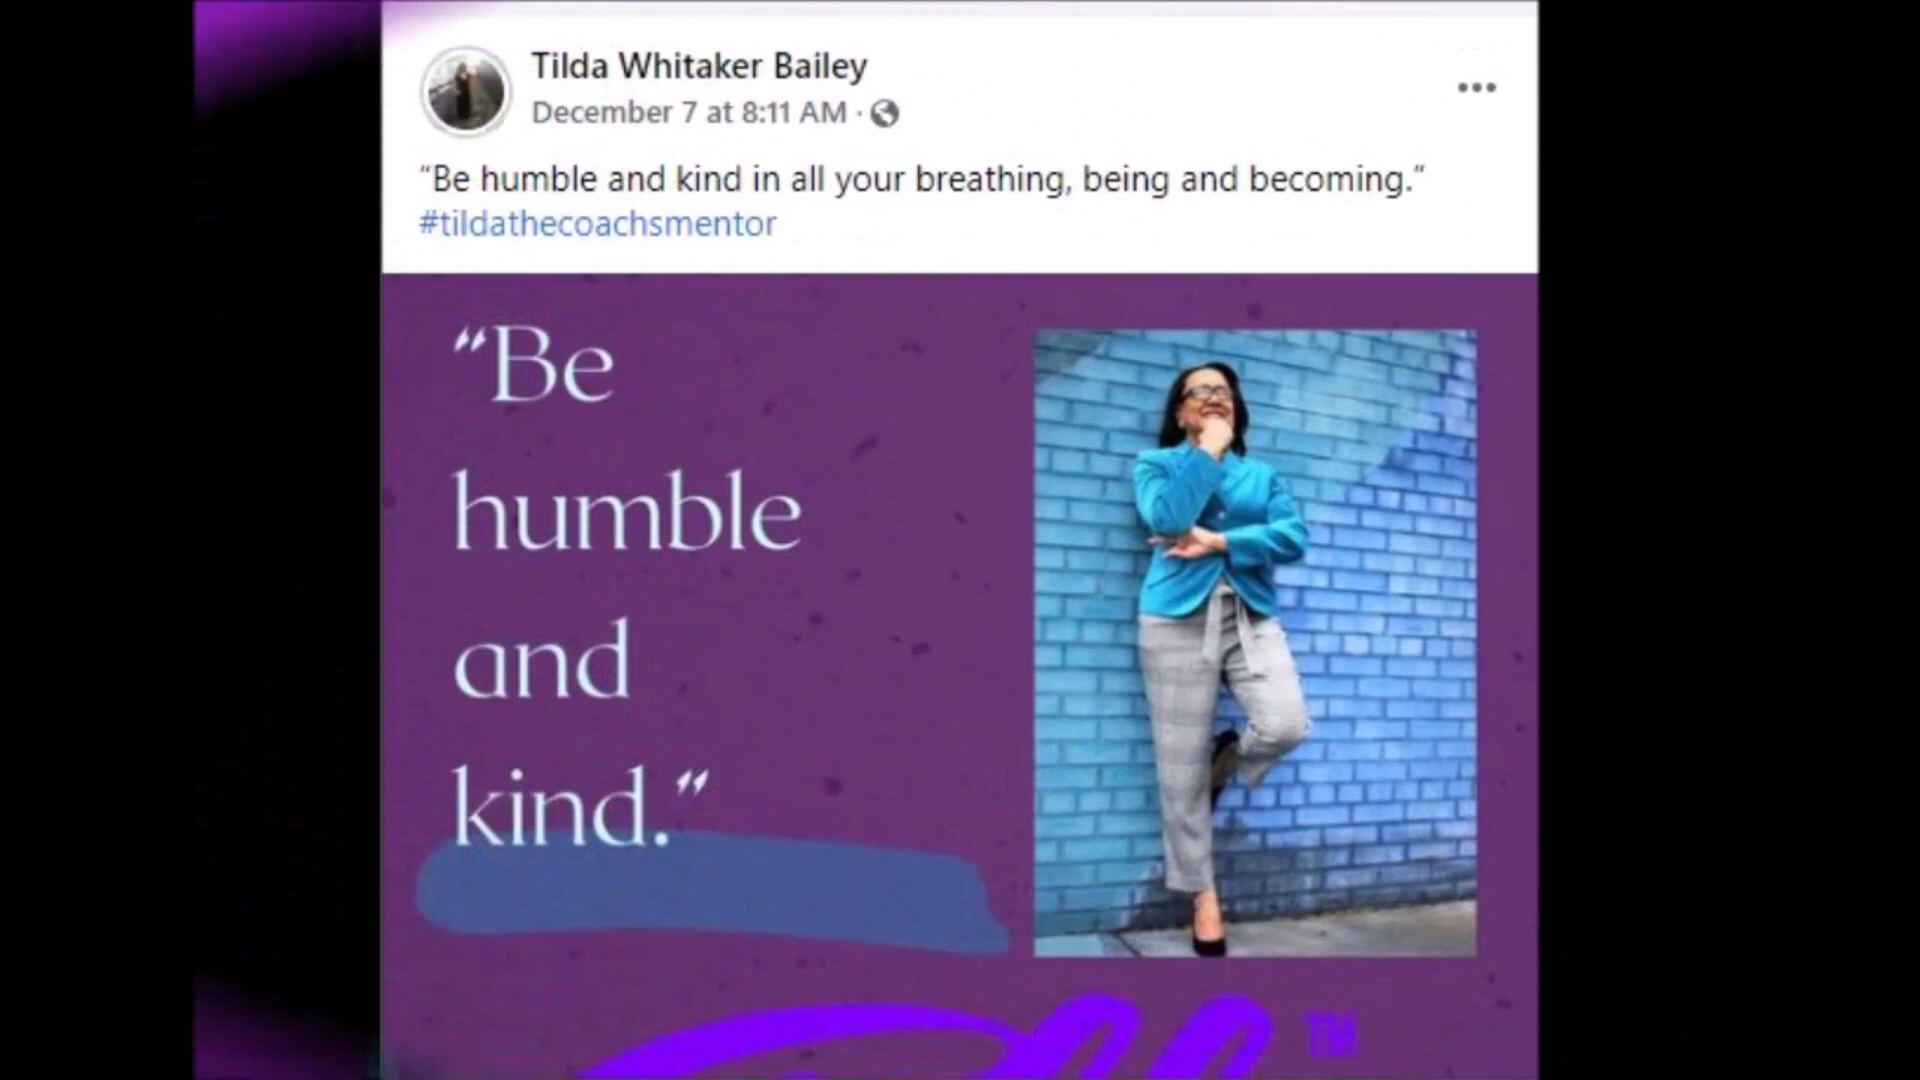 Tilda Whitaker Bailey
December 7 at 8:11 AM ·
“Be humble and kind in all your breathing, being and becoming.”
#tildathecoachsmentor
“Be
humble
and
kind.”
TM